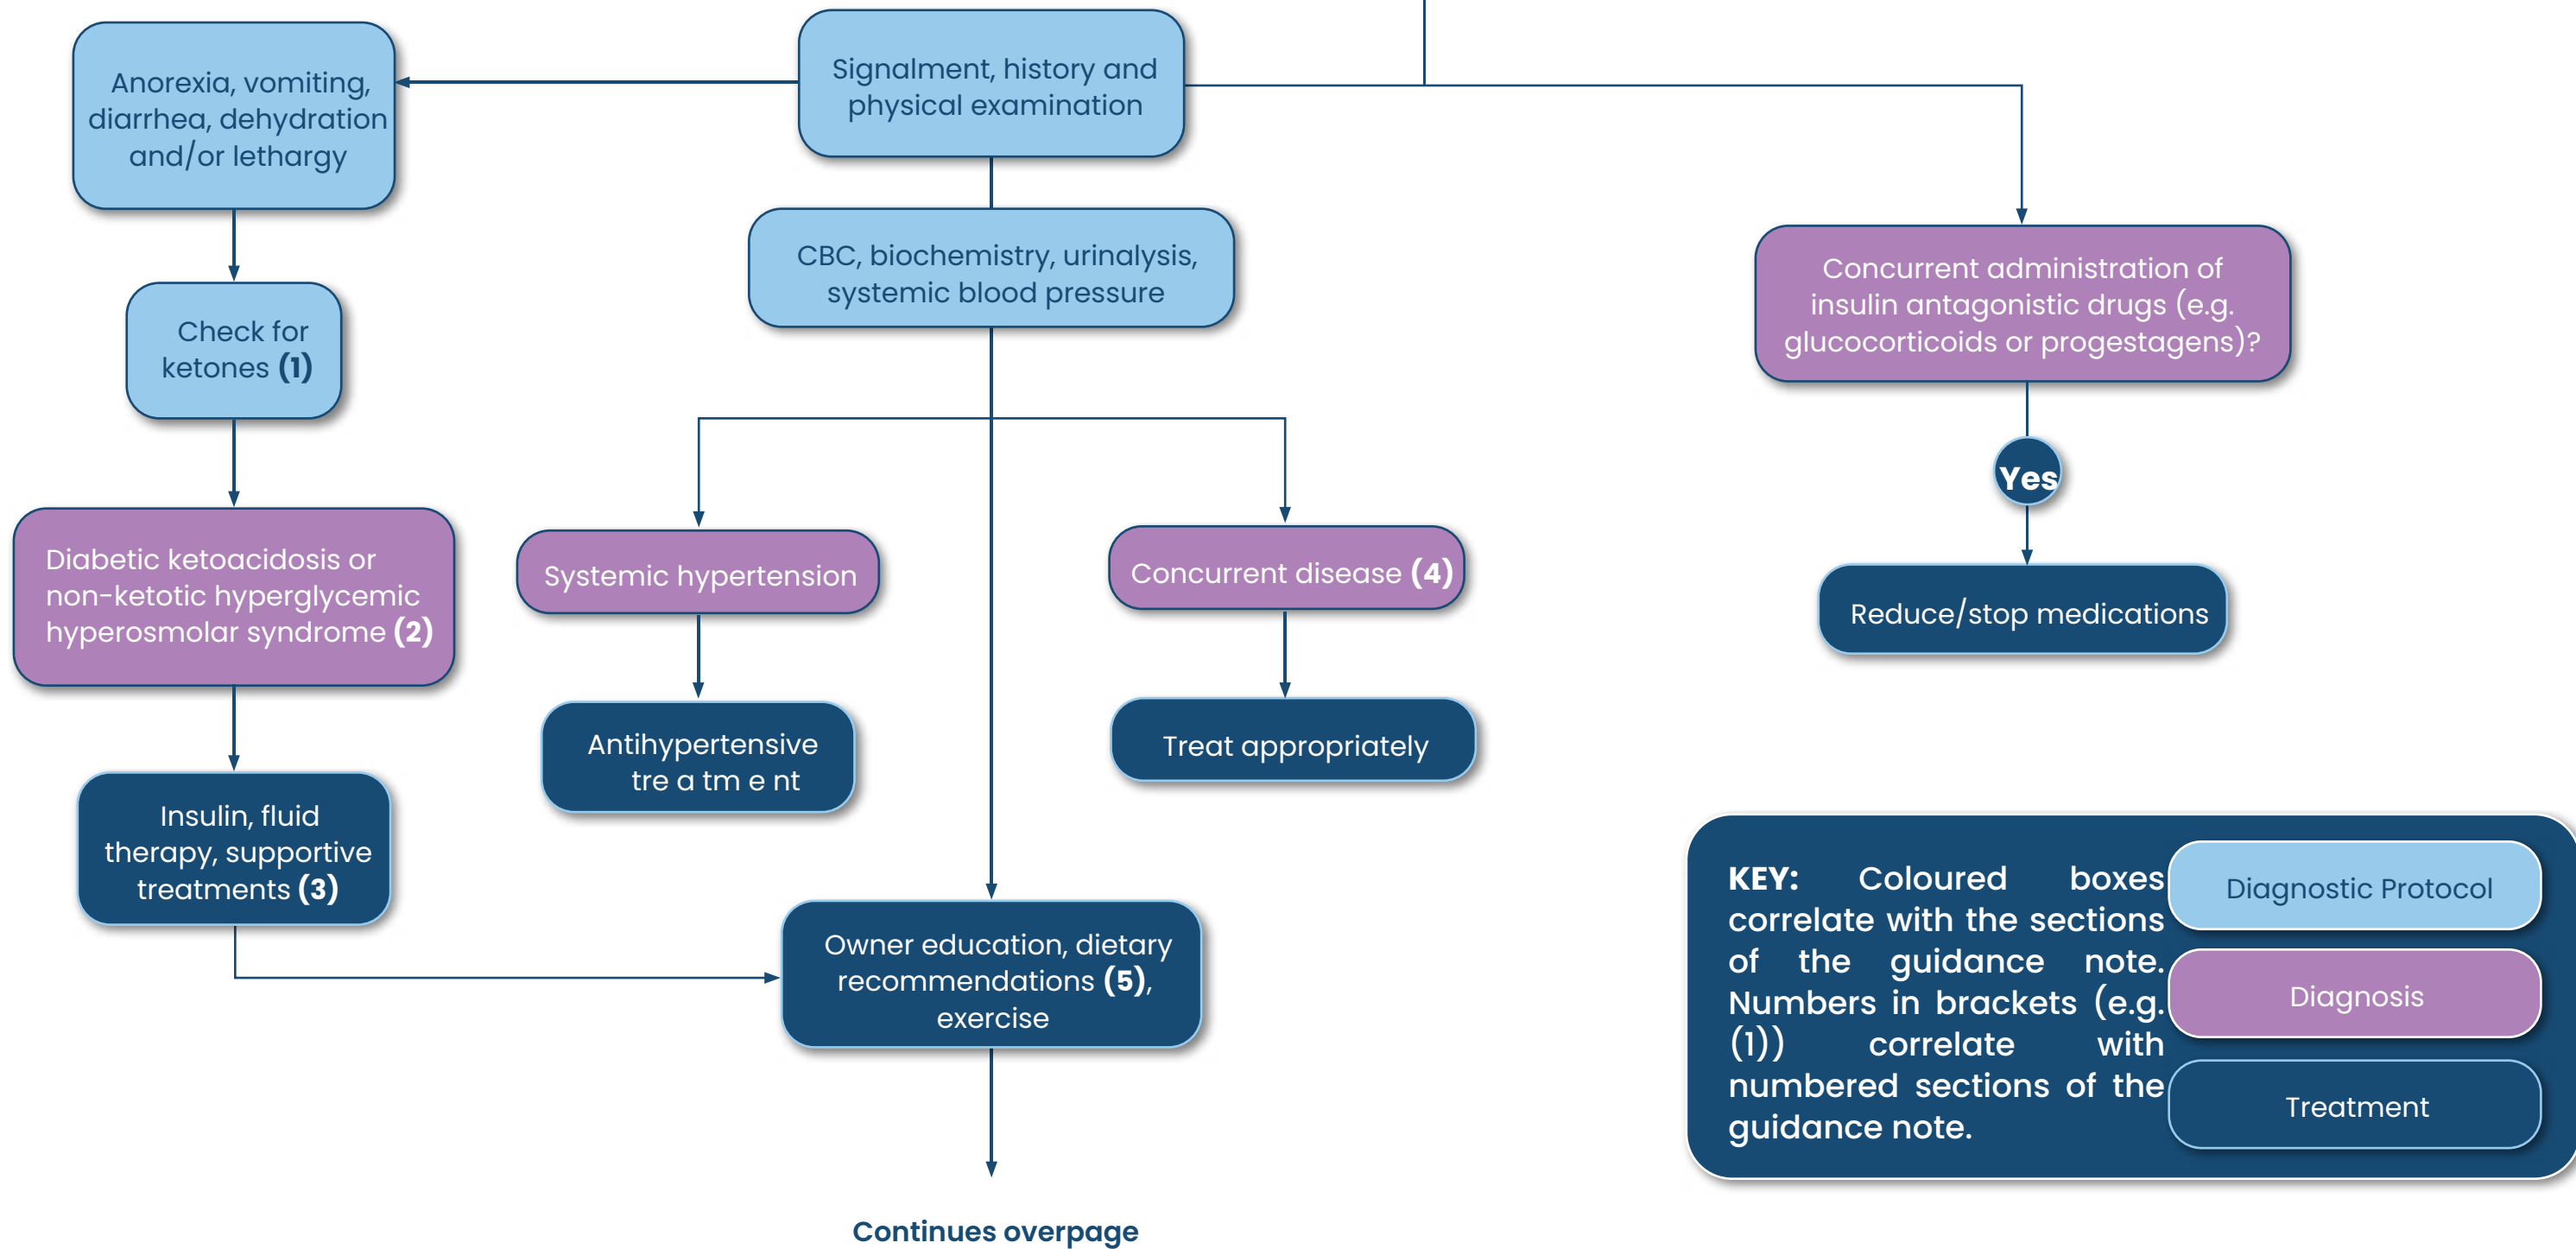 Anorexia, vomiting,
diarrhea, dehydration
and/or lethargy
Signalment, history and
physical examination
CBC, biochemistry, urinalysis,
systemic blood pressure
Concurrent administration of
insulin antagonistic drugs (e.g.
glucocorticoids or progestagens)?
Check for
ketones (1)
Yes
Diabetic ketoacidosis or
non-ketotic hyperglycemic
hyperosmolar syndrome (2)
Systemic hypertension
Concurrent disease (4)
Reduce/stop medications
Antihypertensive
tre a tm e nt
Treat appropriately
Insulin, fluid
therapy, supportive
treatments (3)
Owner education, dietary
recommendations (5),
exercise
KEY: Coloured boxes
correlate with the sections
of the guidance note.
Numbers in brackets (e.g.
(1)) correlate with
numbered sections of the
guidance note.
Diagnostic Protocol
Diagnosis
Treatment
Continues overpage